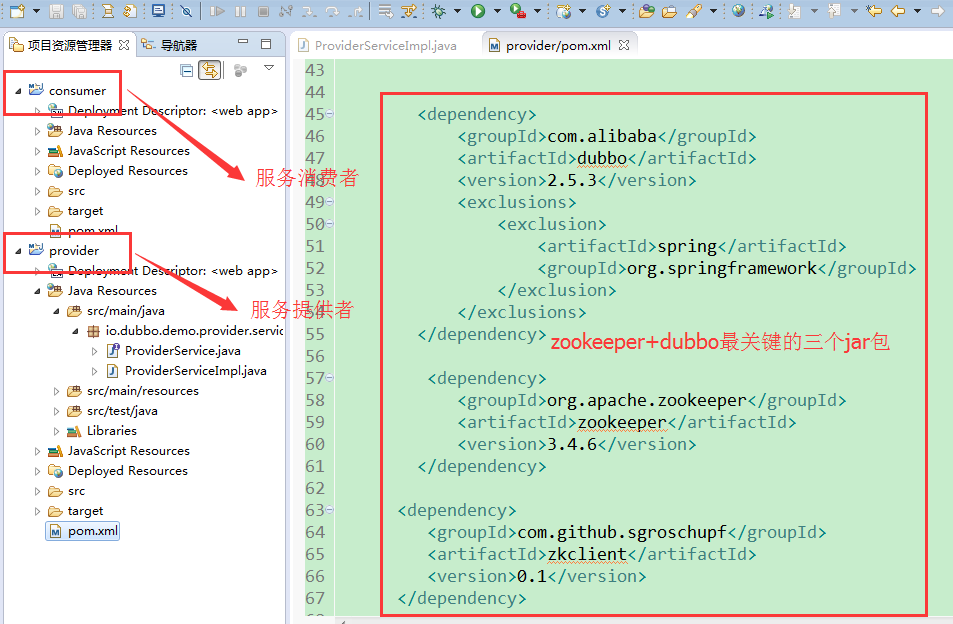 项目资源管理器
导航器
consumer
Deployment Descriptor: <web app>
Java Resources
JavaScript Resources
Deployed Resources
src
target
pom.xml
服务消费者
provider
Deployment Descriptor: <web app>
Java Resources
src/main/java
服务提供者
io.dubbo.demo.provider.servic
ProviderService.java
ProviderServiceImpl.java
src/main/resources
src/test/java
Libraries
JavaScript Resources
Deployed Resources
src
target
pom.xml
ProviderServiceImpl.java
provider/pom.xml
43
44
45 <dependency>
46 <groupId>com.alibaba</groupId>
47 <artifactId>dubbo</artifactId>
48 <version>2.5.3</version>
49 <exclusions>
50 <exclusion>
51 <artifactId>spring</artifactId>
52 <groupId>org.springframework</groupId>
53 </exclusion>
54 </exclusions>
55 </dependency>
zookeeper+dubbo最关键的三个jar包
56
57 <dependency>
58 <groupId>org.apache.zookeeper</groupId>
59 <artifactId>zookeeper</artifactId>
60 <version>3.4.6</version>
61 </dependency>
62
63 <dependency>
64 <groupId>com.github.sgroschupf</groupId>
65 <artifactId>zkclient</artifactId>
66 <version>0.1</version>
67 </dependency>